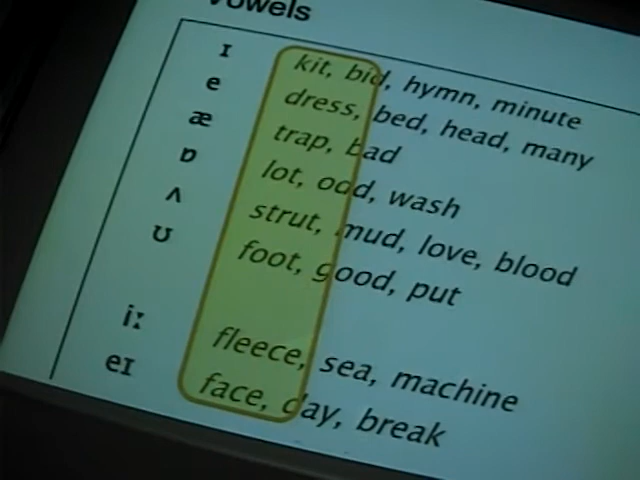 Vowels
ɪ kit, bid, hymn, minute
e dress, bed, head, many
æ trap, bad
ɒ lot, odd, wash
ʌ strut, mud, love, blood
ʊ foot, good, put
iː fleece, sea, machine
eɪ face, day, break